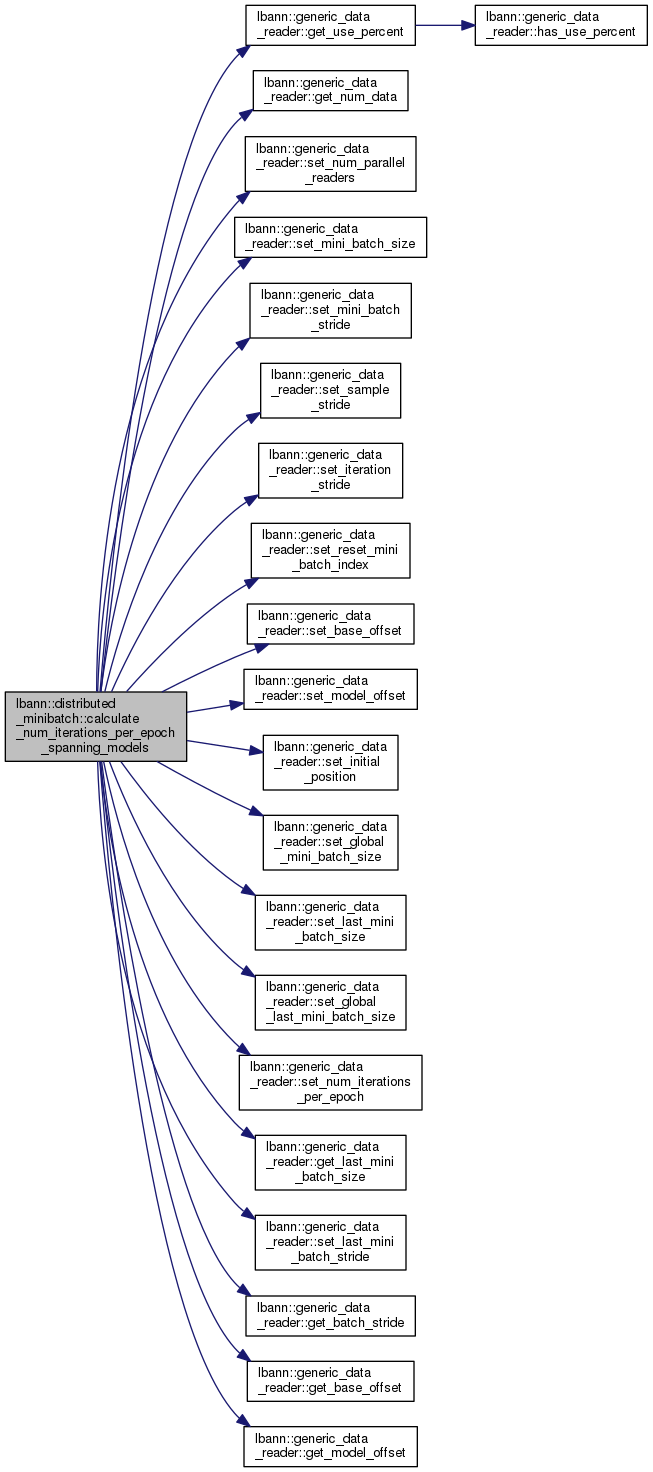 lbann::generic_data
_reader::get_use_percent
lbann::generic_data
_reader::has_use_percent
lbann::generic_data
_reader::get_num_data
lbann::generic_data
_reader::set_num_parallel
_readers
lbann::generic_data
_reader::set_mini_batch_size
lbann::generic_data
_reader::set_mini_batch
_stride
lbann::generic_data
_reader::set_sample
_stride
lbann::generic_data
_reader::set_iteration
_stride
lbann::generic_data
_reader::set_reset_mini
_batch_index
lbann::generic_data
_reader::set_base_offset
lbann::generic_data
_reader::set_model_offset
lbann::distributed
_minibatch::calculate
_num_iterations_per_epoch
_spanning_models
lbann::generic_data
_reader::set_initial
_position
lbann::generic_data
_reader::set_global
_mini_batch_size
lbann::generic_data
_reader::set_last_mini
_batch_size
lbann::generic_data
_reader::set_global
_last_mini_batch_size
lbann::generic_data
_reader::set_num_iterations
_per_epoch
lbann::generic_data
_reader::get_last_mini
_batch_size
lbann::generic_data
_reader::set_last_mini
_batch_stride
lbann::generic_data
_reader::get_batch_stride
lbann::generic_data
_reader::get_base_offset
lbann::generic_data
_reader::get_model_offset